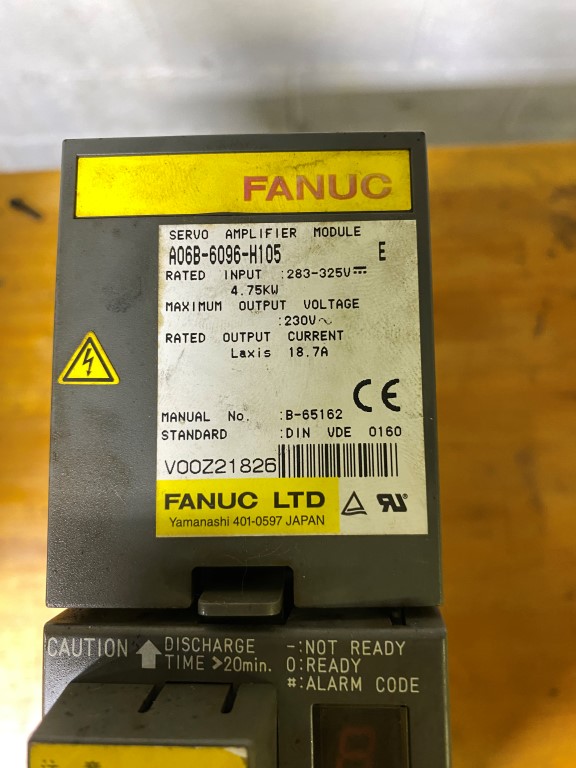 FANUC
SERVO AMPLIFIER MODULE
A06B-6096-H105 E
RATED INPUT :283-325V⎓
4.75KW
MAXIMUM OUTPUT VOLTAGE
:230V~
RATED OUTPUT CURRENT
Laxis 18.7A
MANUAL No. :B-65162
STANDARD :DIN VDE 0160
CE
V00Z21826
FANUC LTD
Yamanashi 401-0597 JAPAN
CAUTION DISCHARGE TIME >20min.
-:NOT READY
0:READY
#:ALARM CODE
注意